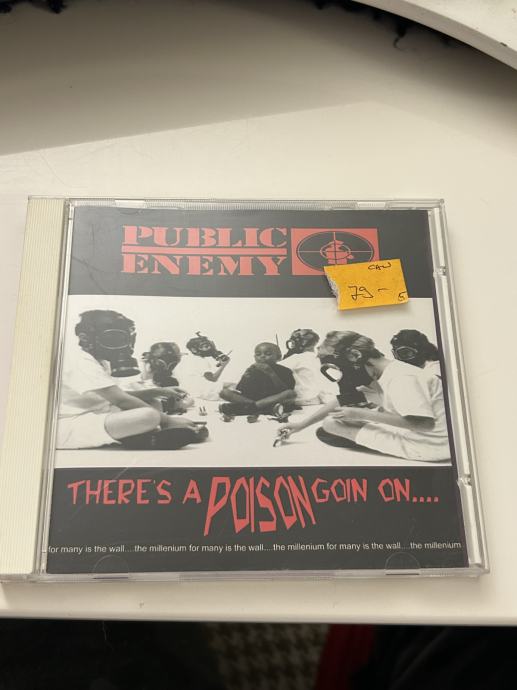 PUBLIC
ENEMY
CAN
79-
THERE'S A POISON GOIN ON....
for many is the wall....the millenium for many is the wall....the millenium for many is the wall....the millenium